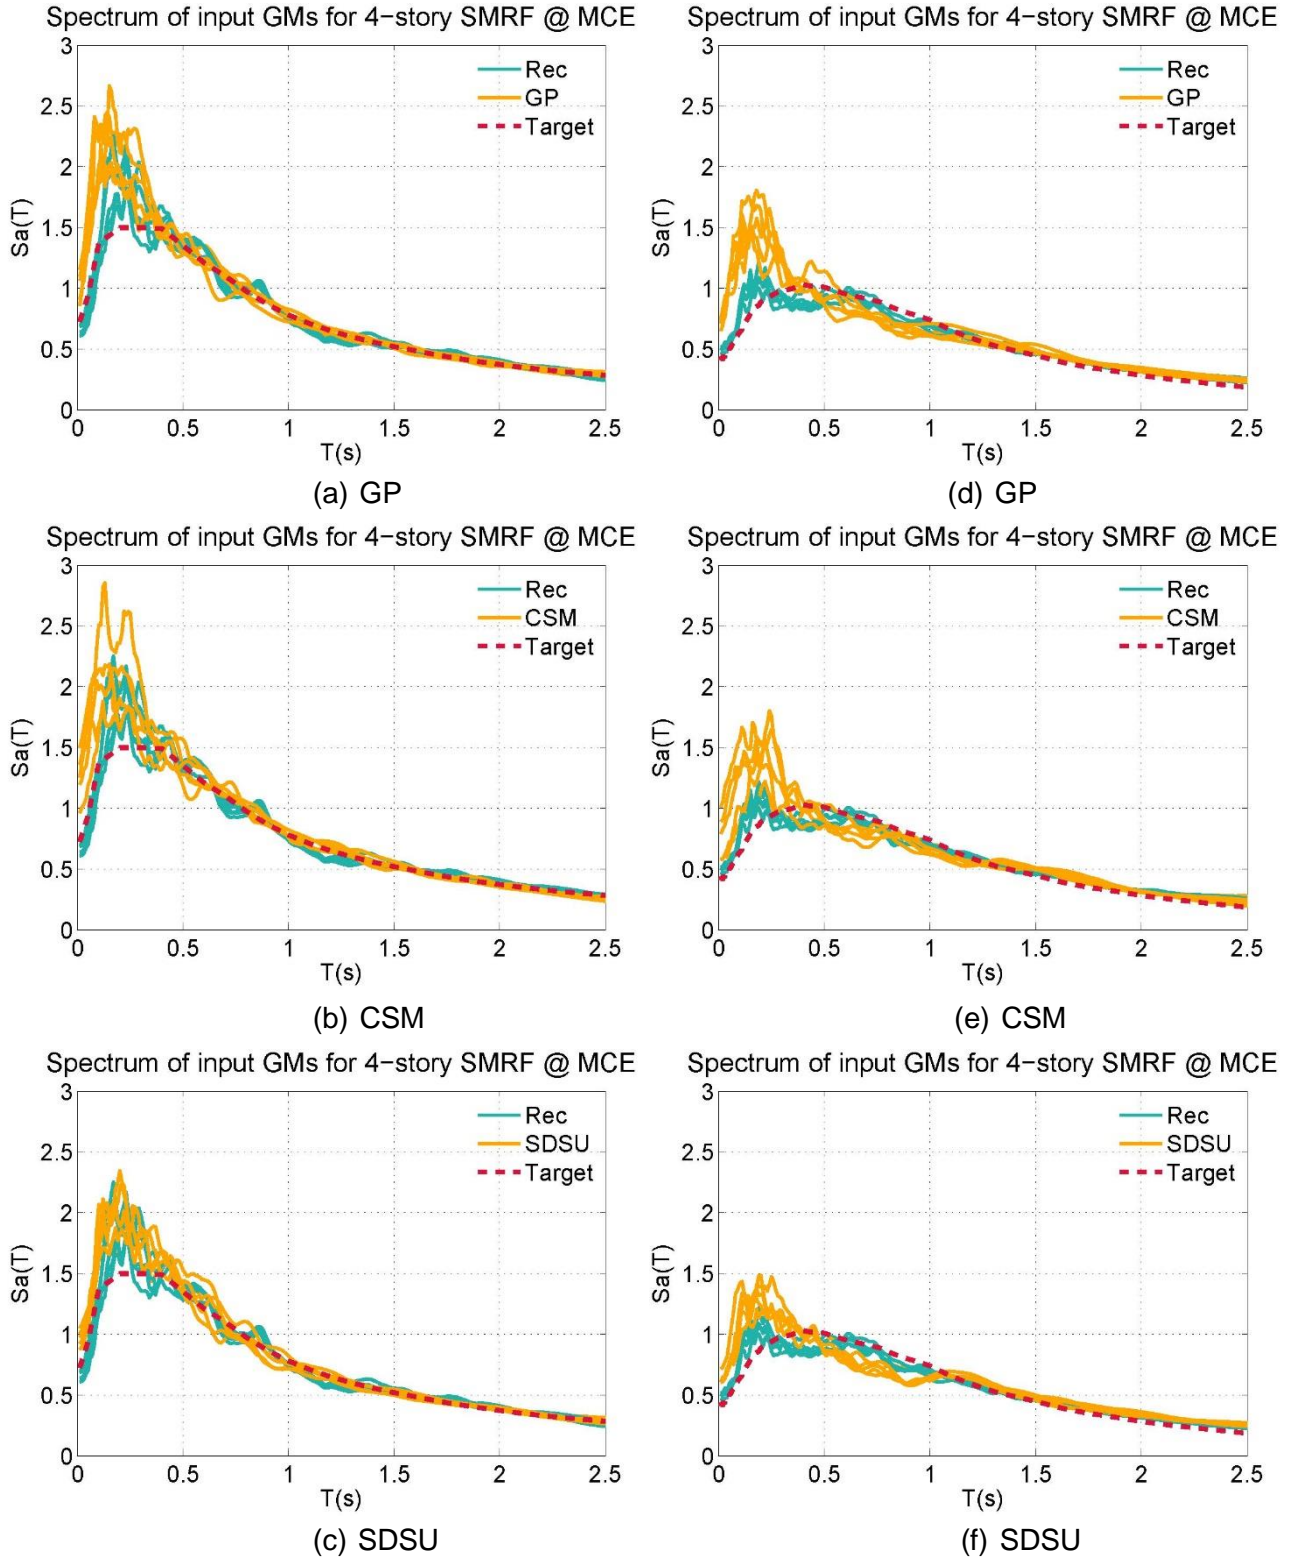 Spectrum of input GMs for 4−story SMRF @ MCE
3
2.5
2
1.5
1
0.5
0
Sa(T)
Rec
GP
Target
0 0.5 1 1.5 2 2.5
T(s)
(a) GP
Spectrum of input GMs for 4−story SMRF @ MCE
3
2.5
2
1.5
1
0.5
0
Sa(T)
Rec
GP
Target
0 0.5 1 1.5 2 2.5
T(s)
(d) GP
Spectrum of input GMs for 4−story SMRF @ MCE
3
2.5
2
1.5
1
0.5
0
Sa(T)
Rec
CSM
Target
0 0.5 1 1.5 2 2.5
T(s)
(b) CSM
Spectrum of input GMs for 4−story SMRF @ MCE
3
2.5
2
1.5
1
0.5
0
Sa(T)
Rec
CSM
Target
0 0.5 1 1.5 2 2.5
T(s)
(e) CSM
Spectrum of input GMs for 4−story SMRF @ MCE
3
2.5
2
1.5
1
0.5
0
Sa(T)
Rec
SDSU
Target
0 0.5 1 1.5 2 2.5
T(s)
(c) SDSU
Spectrum of input GMs for 4−story SMRF @ MCE
3
2.5
2
1.5
1
0.5
0
Sa(T)
Rec
SDSU
Target
0 0.5 1 1.5 2 2.5
T(s)
(f) SDSU